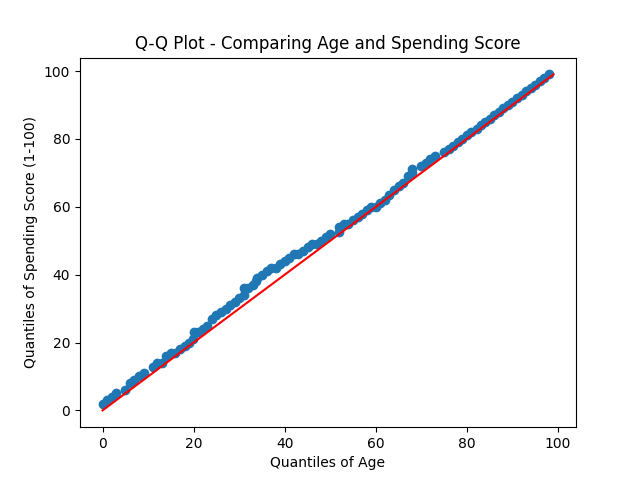 Q-Q Plot - Comparing Age and Spending Score
Quantiles of Spending Score (1-100)
100
80
60
40
20
0
0 20 40 60 80 100
Quantiles of Age